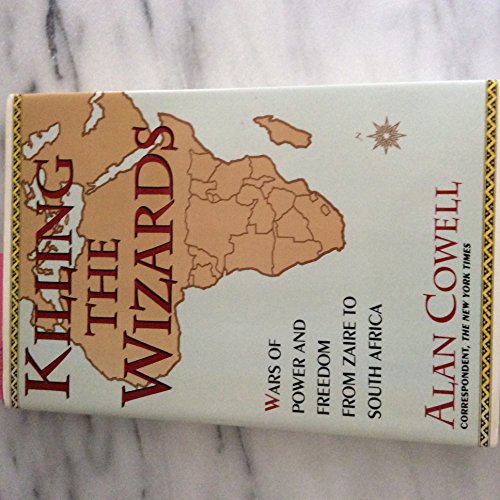 KILLING
THE
WIZARDS
WARS OF
POWER AND
FREEDOM
FROM ZAIRE TO
SOUTH AFRICA
ALAN COWELL
CORRESPONDENT, THE NEW YORK TIMES